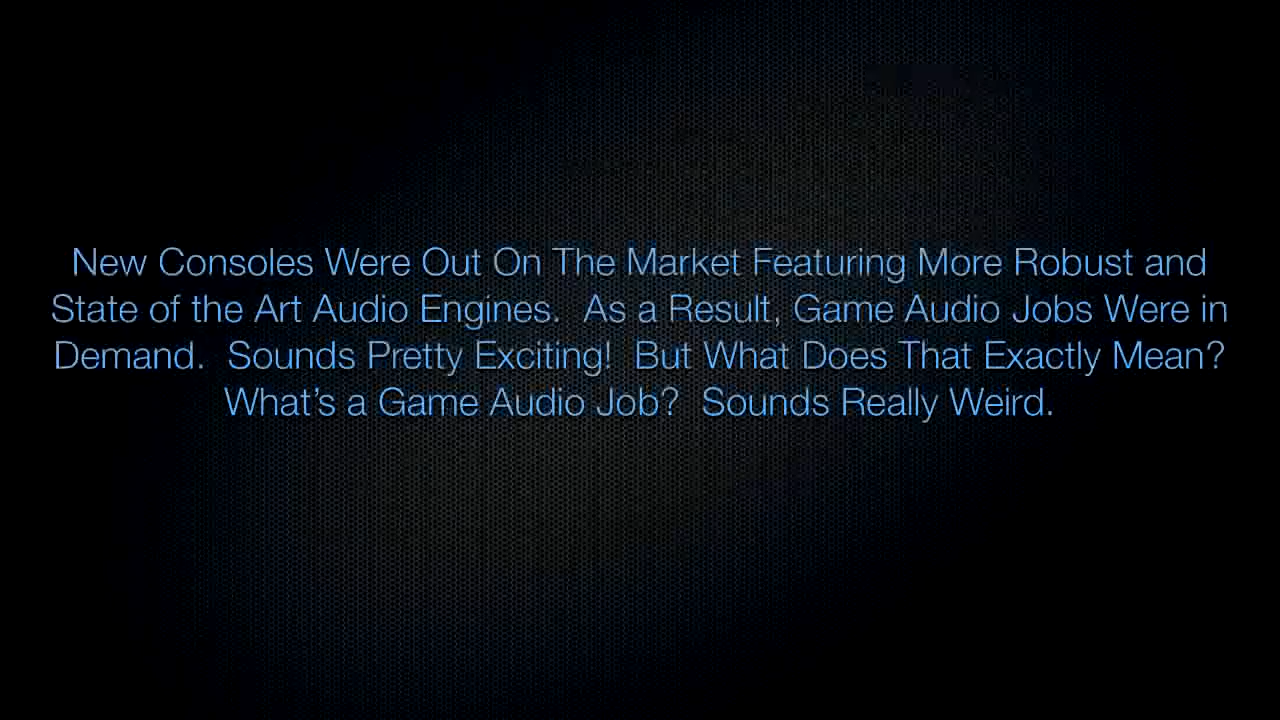 New Consoles Were Out On The Market Featuring More Robust and
State of the Art Audio Engines.  As a Result, Game Audio Jobs Were in
Demand.  Sounds Pretty Exciting!  But What Does That Exactly Mean?
What's a Game Audio Job?  Sounds Really Weird.